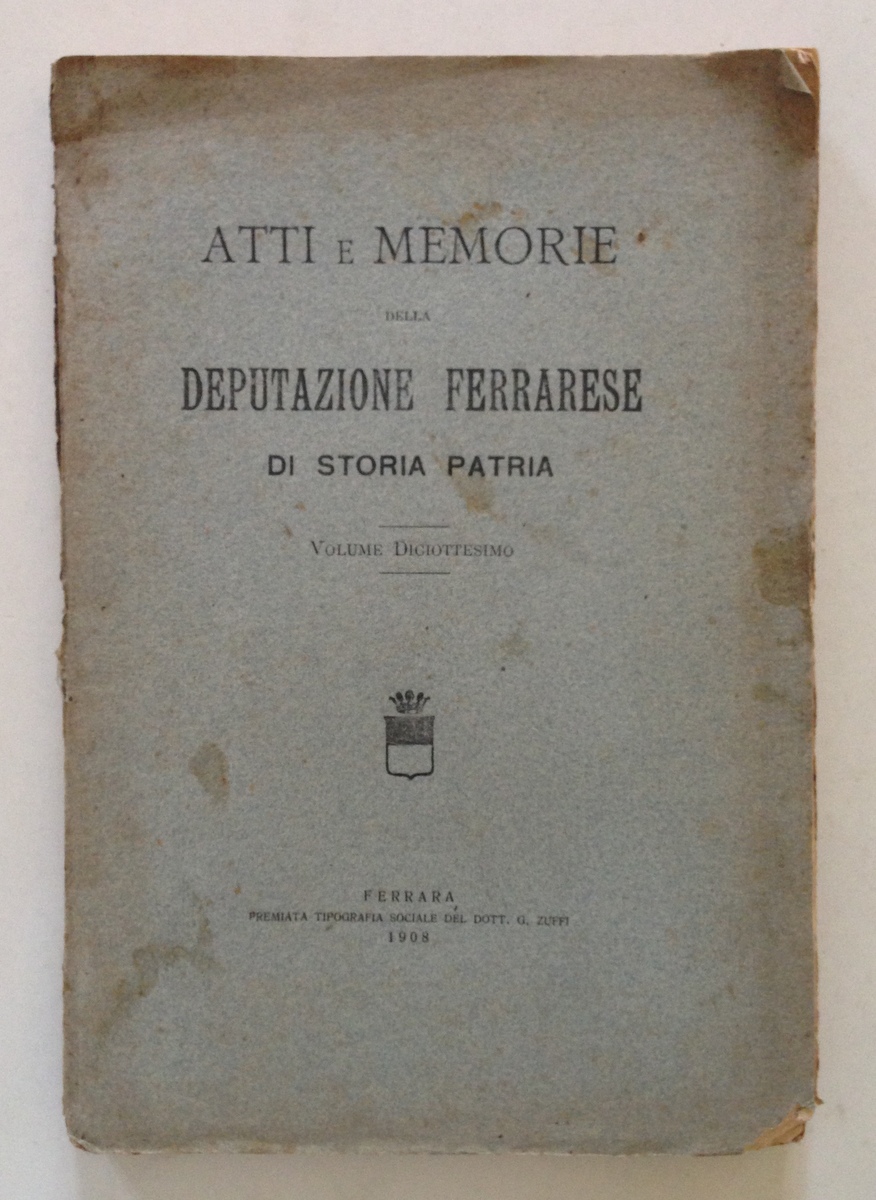 ATTI E MEMORIE
DELLA
DEPUTAZIONE FERRARESE
DI STORIA PATRIA
VOLUME DICIOTTESIMO
FERRARA
PREMIATA TIPOGRAFIA SOCIALE DEL DOTT. G. ZUFFI
1908